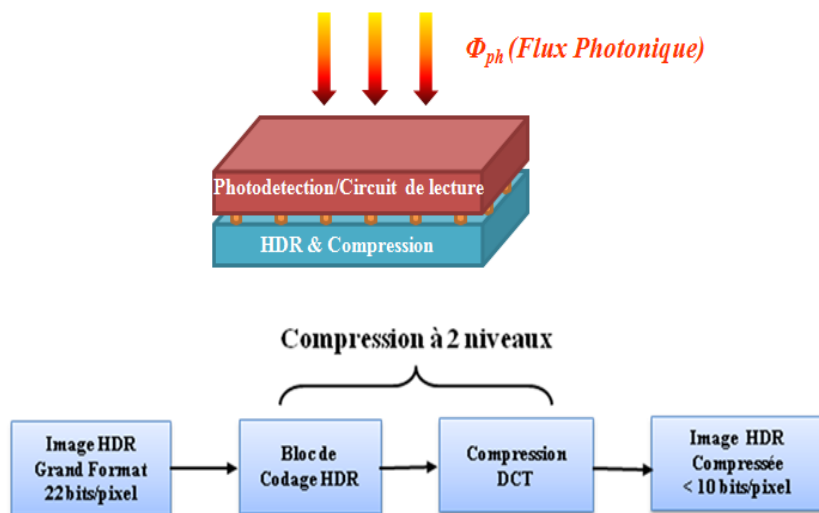 Φph (Flux Photonique)
Photodetection/Circuit de lecture
HDR & Compression
Compression à 2 niveaux
Image HDR
Grand Format
22 bits/pixel
Bloc de
Codage HDR
Compression
DCT
Image HDR
Compressée
< 10 bits/pixel